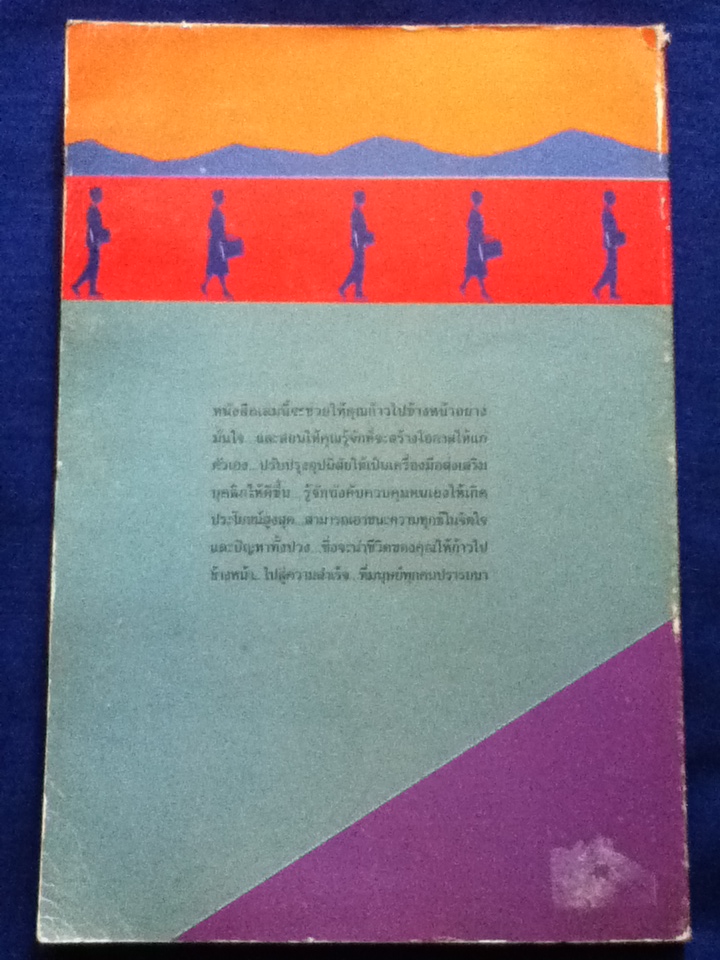 หนังสือเล่มนี้จะช่วยให้คุณก้าวไปข้างหน้าอย่าง
มั่นใจ และสอนให้คุณรู้จักที่จะสร้างโอกาสให้แก่
ตัวเอง...ปรับปรุงอุปนิสัยให้เป็นเครื่องมือส่งเสริม
บุคลิกให้ดีขึ้น...รู้จักบังคับควบคุมตนเองให้เกิด
ประโยชน์สูงสุด...สามารถเอาชนะความทุกข์ในจิตใจ
และปัญหาทั้งปวง...ซึ่งจะนำชีวิตของคุณให้ก้าวไป
ข้างหน้า...ไปสู่ความสำเร็จ...ที่มนุษย์ทุกคนปรารถนา